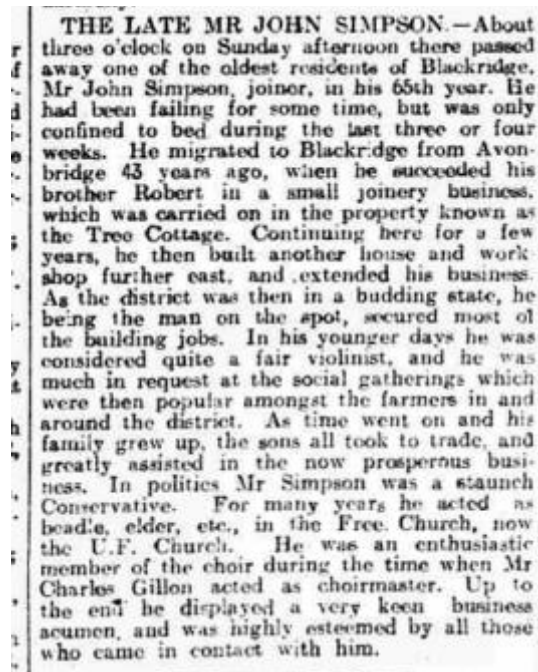 THE LATE MR JOHN SIMPSON.—About
three o'clock on Sunday afternoon there passed
away one of the oldest residents of Blackridge,
Mr John Simpson, joiner, in his 65th year. He
had been failing for some time, but was only
confined to bed during the last three or four
weeks. He migrated to Blackridge from Avon-
bridge 43 years ago, when he succeeded his
brother Robert in a small joinery business,
which was carried on in the property known as
the Tree Cottage. Continuing here for a few
years, he then built another house and work-
shop further east, and extended his business.
As the district was then in a budding state, he
being the man on the spot, secured most of
the building jobs. In his younger days he was
considered quite a fair violinist, and he was
much in request at the social gatherings which
were then popular amongst the farmers in and
around the district. As time went on and his
family grew up, the sons all took to trade, and
greatly assisted in the now prosperous busi-
ness. In politics Mr Simpson was a staunch
Conservative. For many years he acted as
beadle, elder, etc., in the Free Church, now
the U.F. Church. He was an enthusiastic
member of the choir during the time when Mr
Charles Gillon acted as choirmaster. Up to
the end he displayed a very keen business
acumen, and was highly esteemed by all those
who came in contact with him.